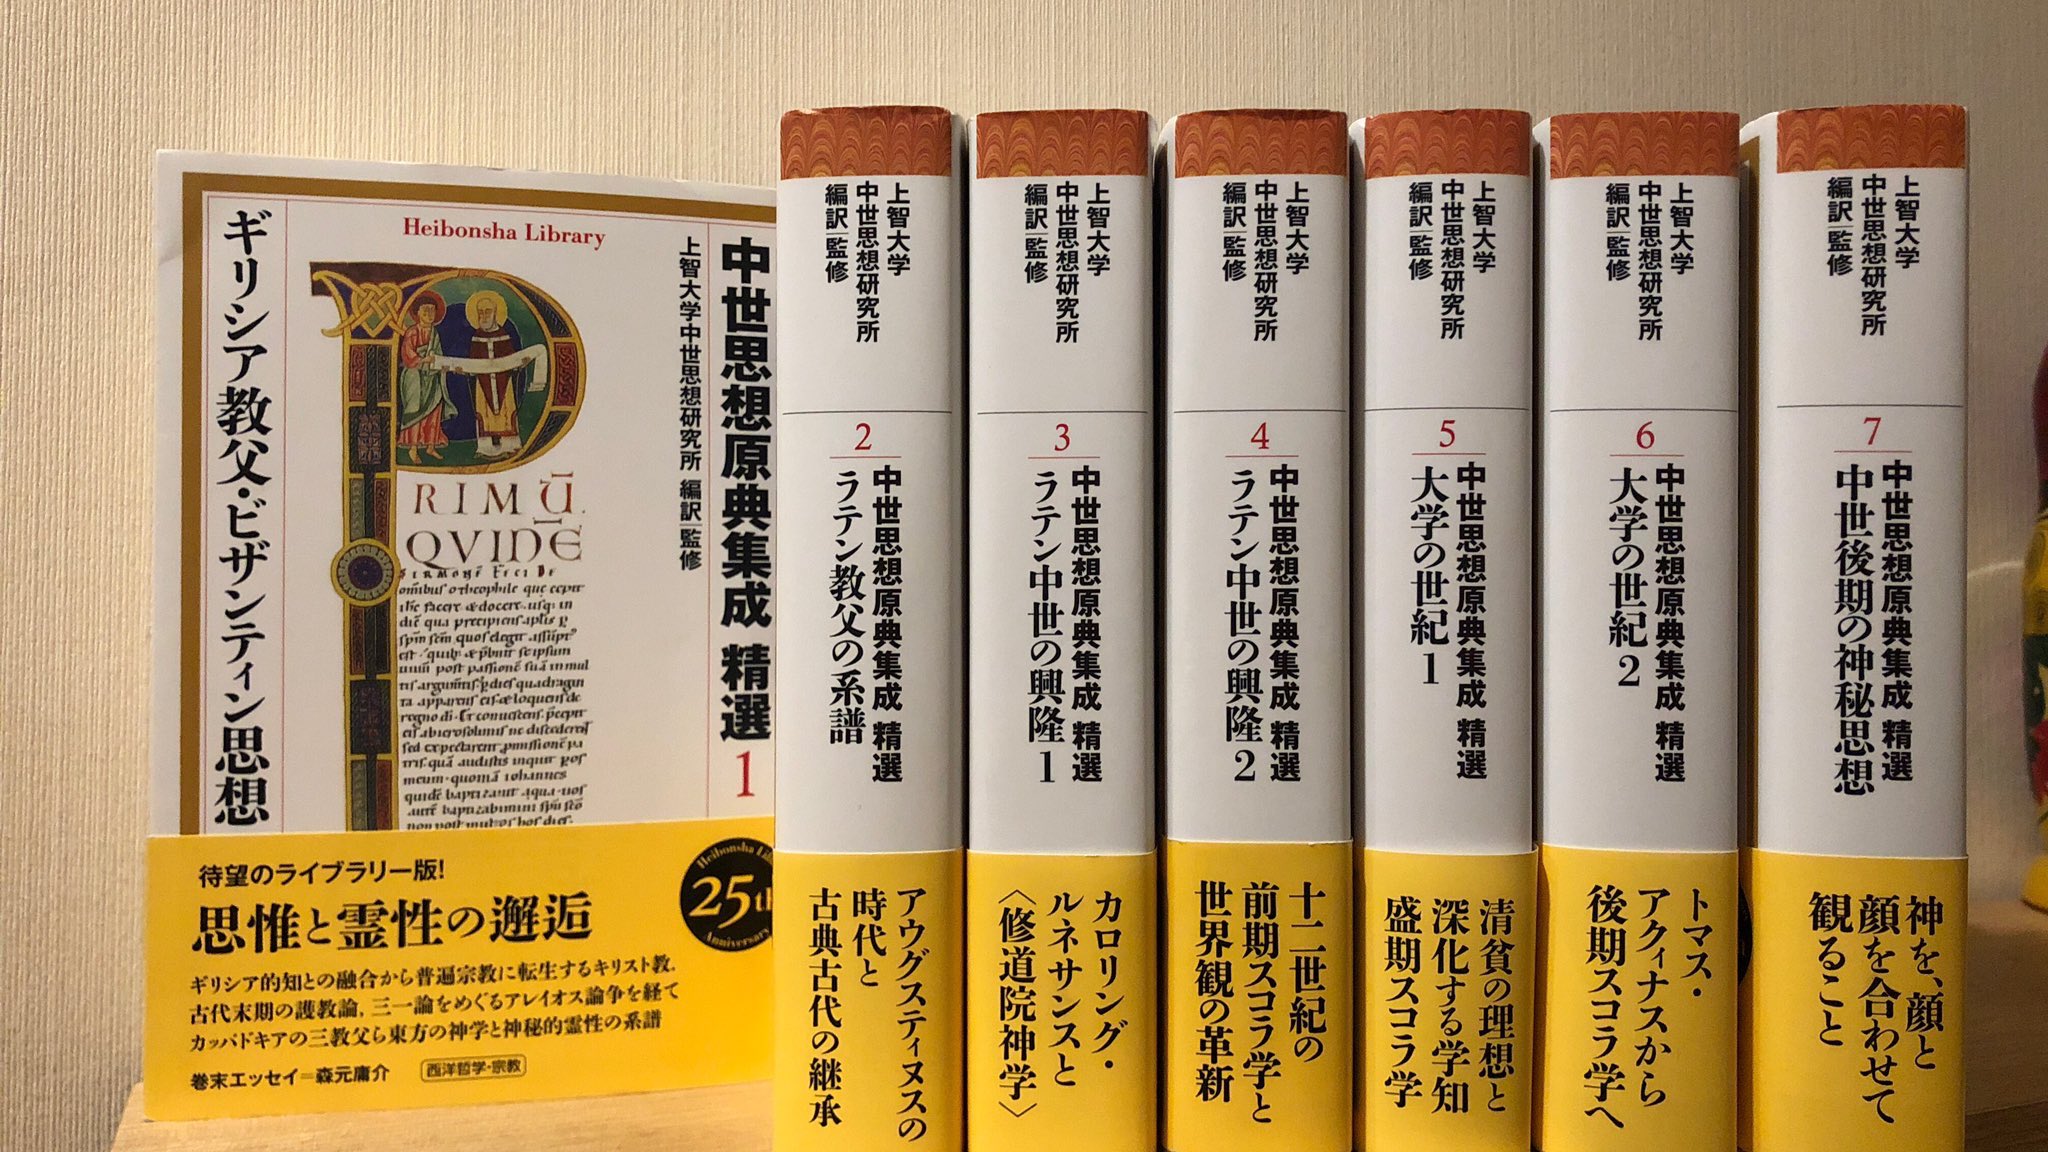 Heibonsha Library
中世思想原典集成 精選 1
上智大学中世思想研究所 編訳|監修
ギリシア教父・ビザンティン思想
RIMŪ
QVIDE
待望のライブラリー版!
思惟と霊性の邂逅
ギリシア的知との融合から普遍宗教に転生するキリスト教。
古代末期の護教論、三一論をめぐるアレイオス論争を経て
カッパドキアの三教父ら東方の神学と神秘的霊性の系譜
巻末エッセイ=森元庸介
西洋哲学・宗教
Heibonsha
25th
Anniversary
上智大学
中世思想研究所
編訳|監修
2
中世思想原典集成 精選
ラテン教父の系譜
アウグスティヌスの
時代と
古典古代の継承
上智大学
中世思想研究所
編訳|監修
3
中世思想原典集成 精選
ラテン中世の興隆 1
カロリング・
ルネサンスと
〈修道院神学〉
上智大学
中世思想研究所
編訳|監修
4
中世思想原典集成 精選
ラテン中世の興隆 2
十二世紀の
前期スコラ学と
世界観の革新
上智大学
中世思想研究所
編訳|監修
5
中世思想原典集成 精選
大学の世紀 1
清貧の理想と
深化する学知
盛期スコラ学
上智大学
中世思想研究所
編訳|監修
6
中世思想原典集成 精選
大学の世紀 2
トマス・
アクィナスから
後期スコラ学へ
上智大学
中世思想研究所
編訳|監修
7
中世思想原典集成 精選
中世後期の神秘思想
神を、顔と
顔を合わせて
観ること